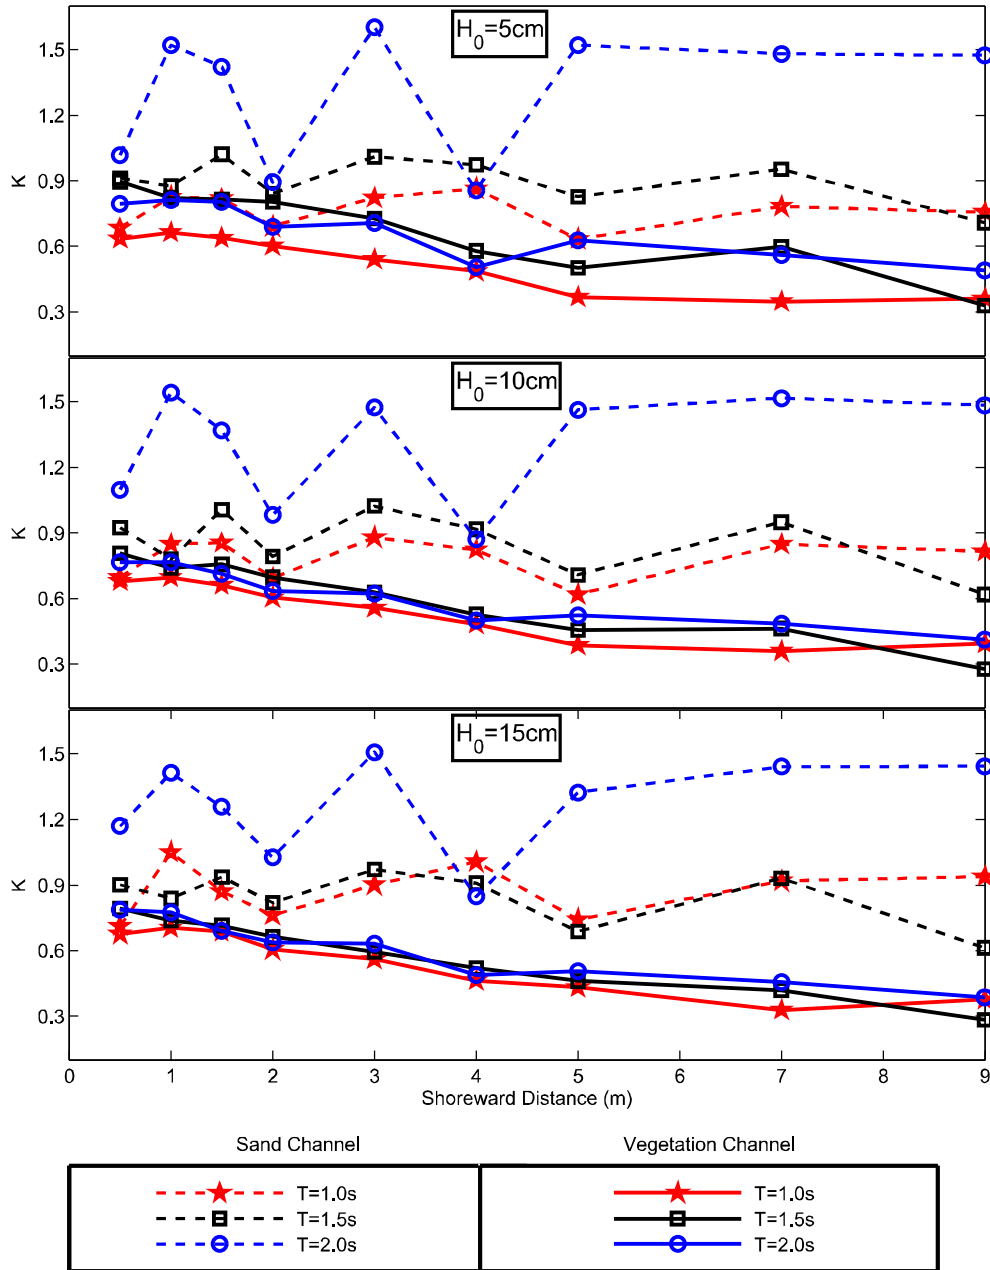 H₀=5cm
1.5
1.2
0.9
0.6
0.3
K
H₀=10cm
1.5
1.2
0.9
0.6
0.3
K
H₀=15cm
1.5
1.2
0.9
0.6
0.3
K
0 1 2 3 4 5 6 7 8 9
Shoreward Distance (m)
Sand Channel Vegetation Channel
T=1.0s T=1.0s
T=1.5s T=1.5s
T=2.0s T=2.0s